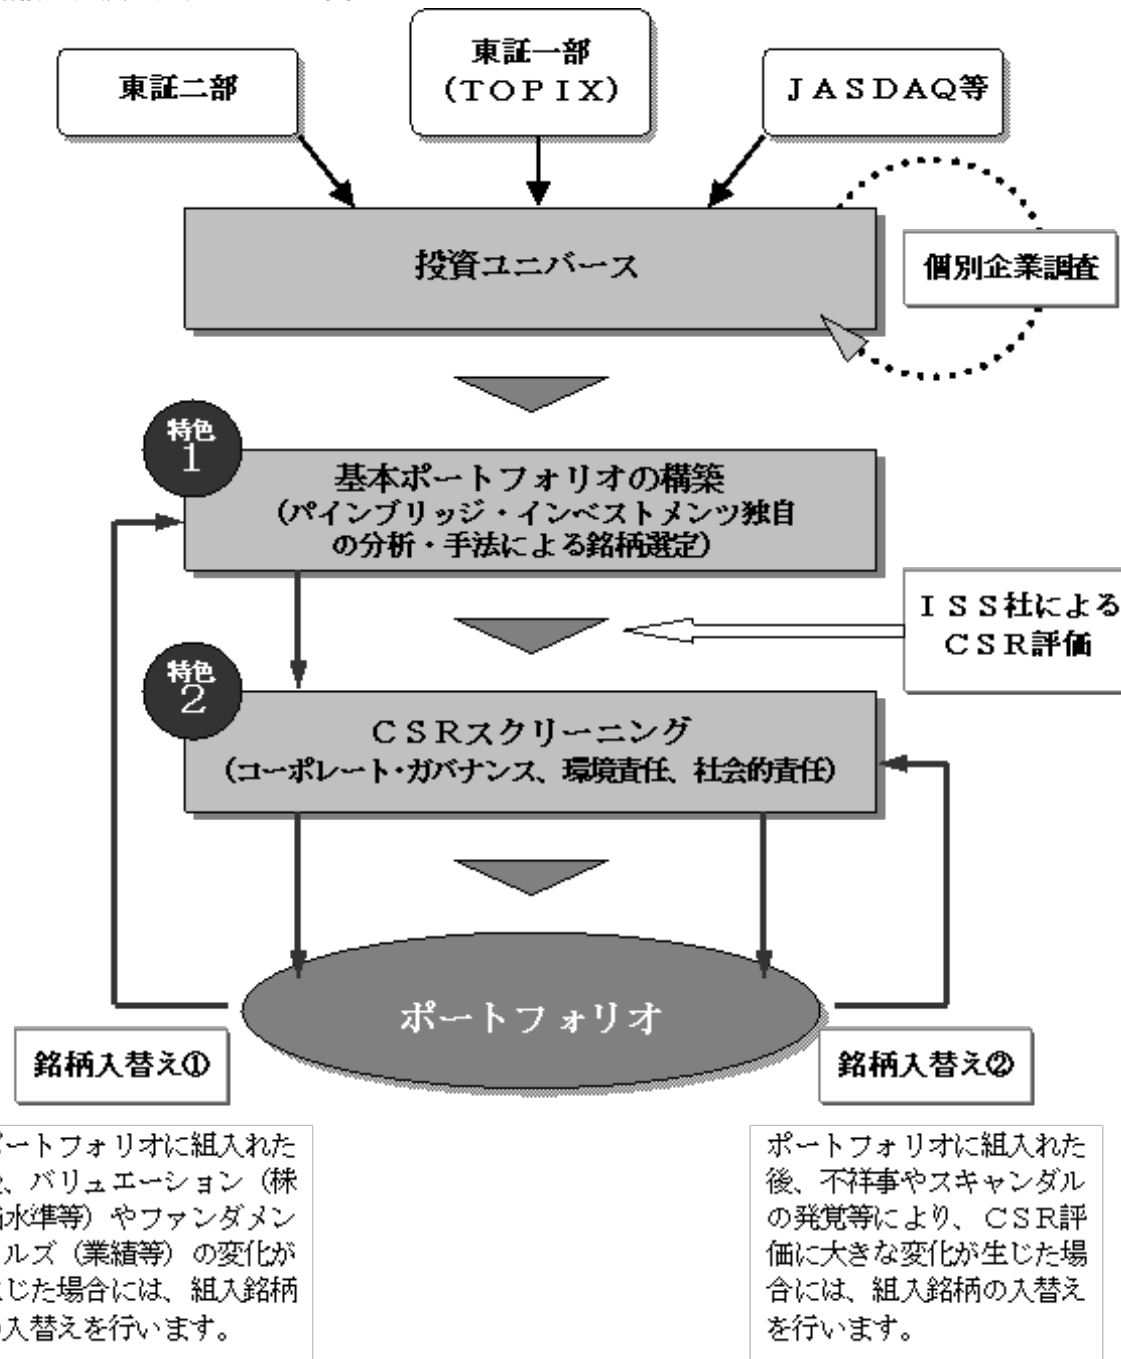 東証一部
(TOPIX)
東証二部
JASDAQ等
投資ユニバース
個別企業調査
特色
1
基本ポートフォリオの構築
(パインブリッジ・インベストメンツ独自
の分析・手法による銘柄選定)
ISS社による
CSR評価
特色
2
CSRスクリーニング
(コーポレート・ガバナンス、環境責任、社会的責任)
ポートフォリオ
銘柄入替え①
銘柄入替え②
ートフォリオに組入れた
、バリュエーション（株
水準等）やファンダメン
ルズ（業績等）の変化が
じた場合には、組入銘柄
入替えを行います。
ポートフォリオに組入れた
後、不祥事やスキャンダル
の発覚等により、CSR評
価に大きな変化が生じた場
合には、組入銘柄の入替え
を行います。